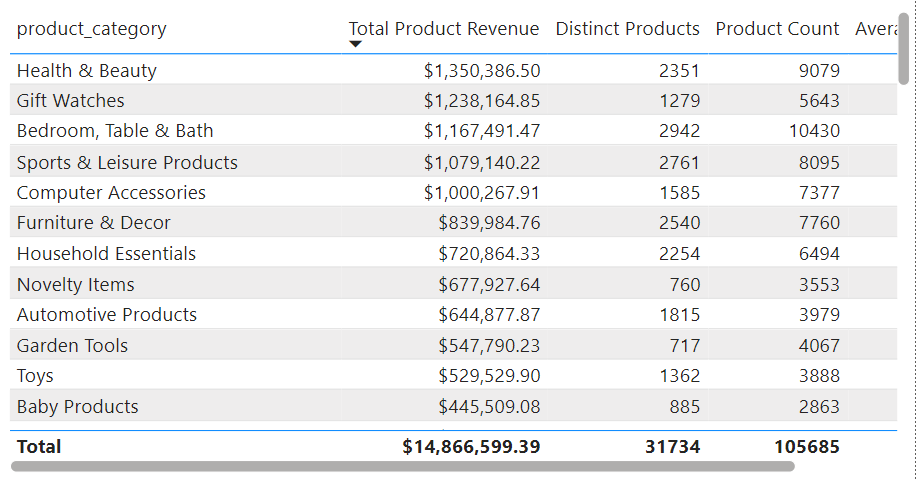 product_category Total Product Revenue Distinct Products Product Count Avera
Health & Beauty $1,350,386.50 2351 9079
Gift Watches $1,238,164.85 1279 5643
Bedroom, Table & Bath $1,167,491.47 2942 10430
Sports & Leisure Products $1,079,140.22 2761 8095
Computer Accessories $1,000,267.91 1585 7377
Furniture & Decor $839,984.76 2540 7760
Household Essentials $720,864.33 2254 6494
Novelty Items $677,927.64 760 3553
Automotive Products $644,877.87 1815 3979
Garden Tools $547,790.23 717 4067
Toys $529,529.90 1362 3888
Baby Products $445,509.08 885 2863
Total $14,866,599.39 31734 105685